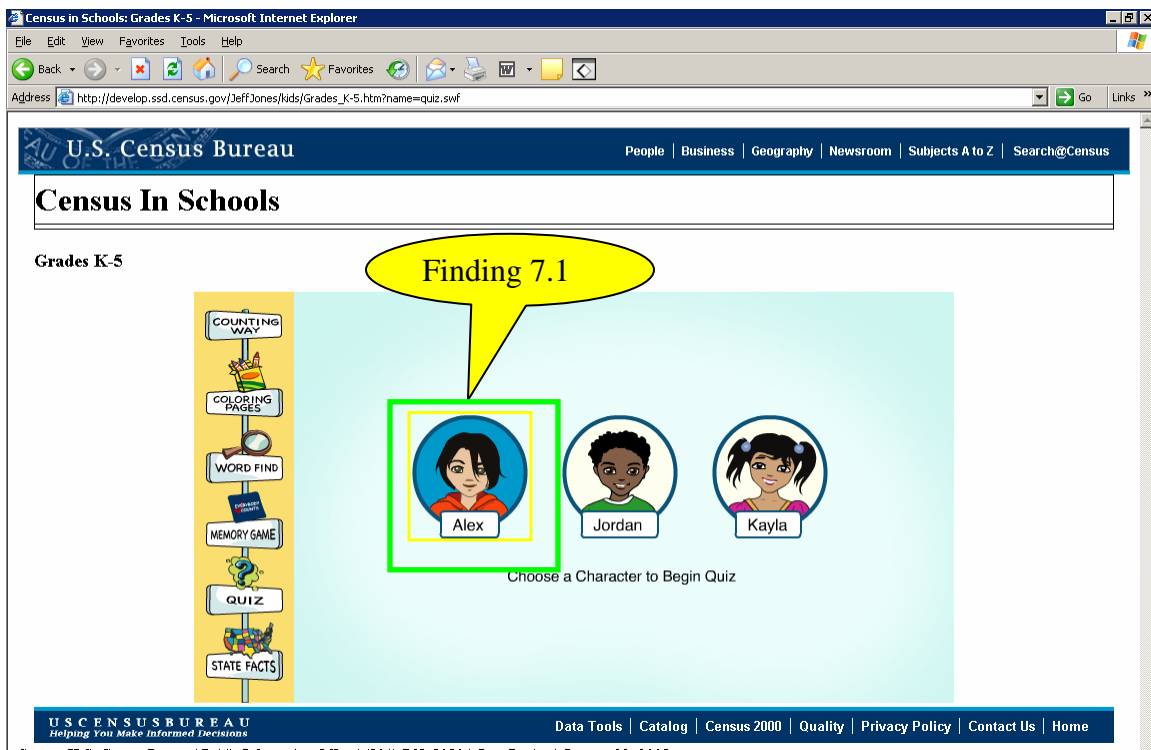 Census in Schools: Grades K-5 - Microsoft Internet Explorer
File Edit View Favorites Tools Help
Back Search Favorites
Address http://develop.ssd.census.gov/JeffJones/kids/Grades_K-5.htm?name=quiz.swf Go Links »
U.S. Census Bureau
People | Business | Geography | Newsroom | Subjects A to Z | Search@Census
Census In Schools
Grades K-5
Finding 7.1
COUNTING
WAY
COLORING
PAGES
WORD FIND
MEMORY GAME
QUIZ
STATE FACTS
Alex Jordan Kayla
Choose a Character to Begin Quiz
USCENSUSBUREAU
Helping You Make Informed Decisions
Data Tools | Catalog | Census 2000 | Quality | Privacy Policy | Contact Us | Home